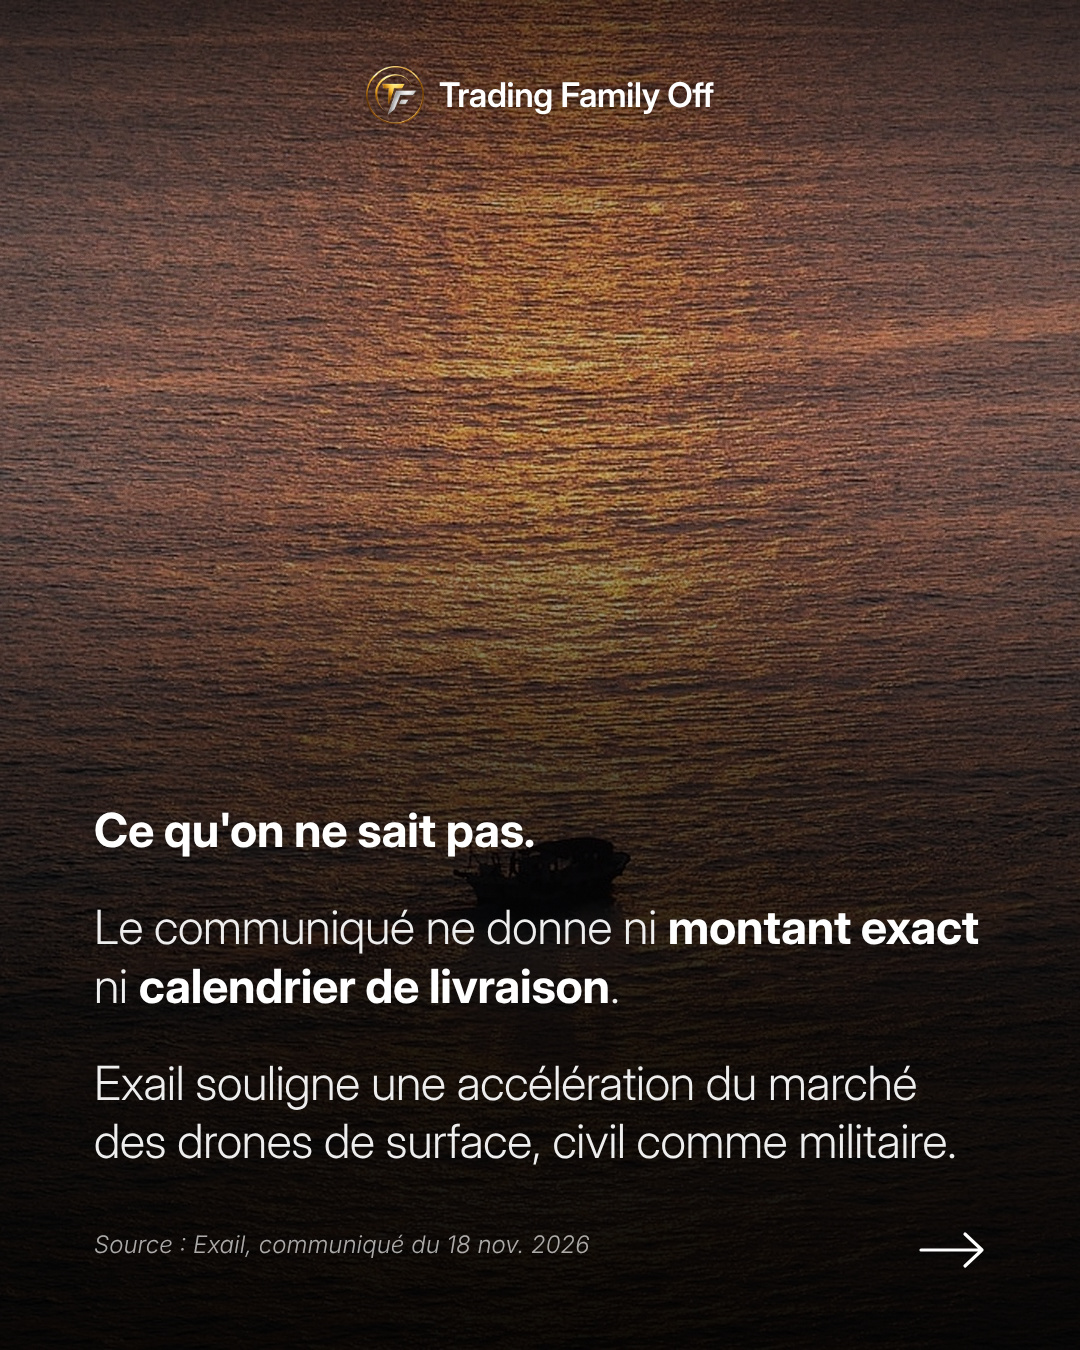 TF Trading Family Off
Ce qu'on ne sait pas.
Le communiqué ne donne ni montant exact
ni calendrier de livraison.
Exail souligne une accélération du marché
des drones de surface, civil comme militaire.
Source : Exail, communiqué du 18 nov. 2026